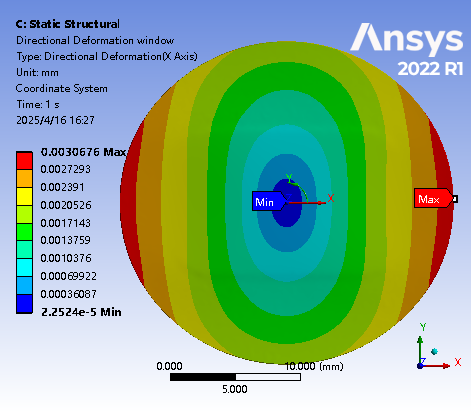 C: Static Structural
Directional Deformation window
Type: Directional Deformation(X Axis)
Unit: mm
Coordinate System
Time: 1 s
2025/4/16 16:27
Ansys
2022 R1
0.0030676 Max
0.0027293
0.002391
0.0020526
0.0017143
0.0013759
0.0010376
0.00069922
0.00036087
2.2524e-5 Min
Min
Y
X
Max
0.000
10.000 (mm)
5.000
Y
Z
X